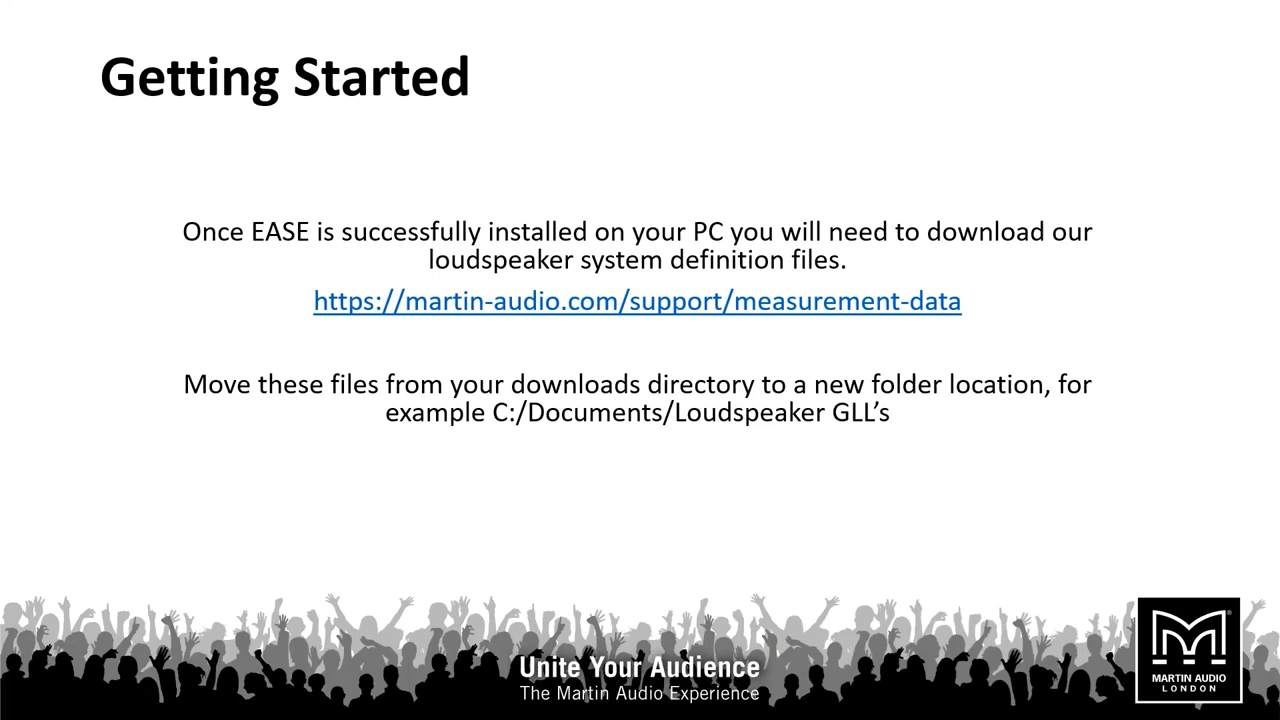 Getting Started
Once EASE is successfully installed on your PC you will need to download our
loudspeaker system definition files.
https://martin-audio.com/support/measurement-data
Move these files from your downloads directory to a new folder location, for
example C:/Documents/Loudspeaker GLL’s
Unite Your Audience
The Martin Audio Experience
®
MARTIN AUDIO
LONDON